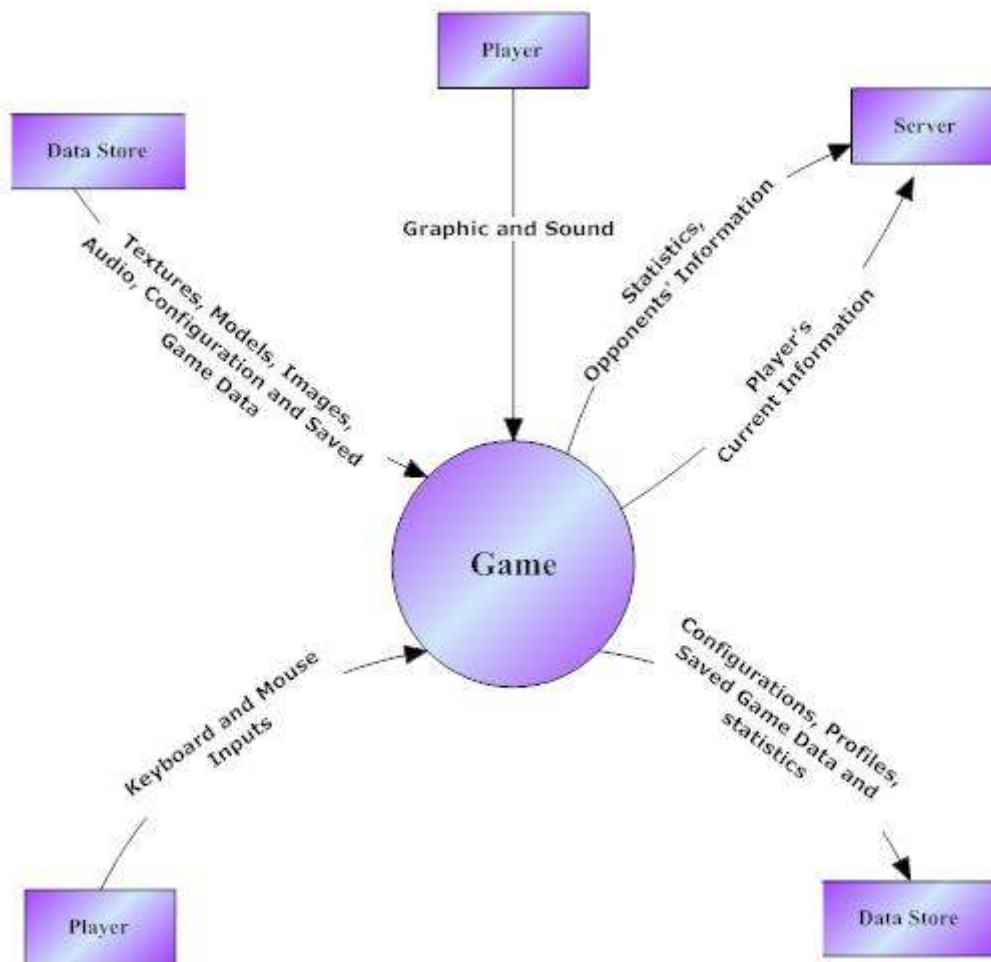 Player
Server
Data Store
Graphic and Sound
Statistics,
Opponents' Information
Textures, Models, Images,
Audio, Configuration and Saved
Game Data
Player's
Current Information
Game
Keyboard and Mouse
Inputs
Configurations, Profiles,
Saved Game Data and
statistics
Player
Data Store